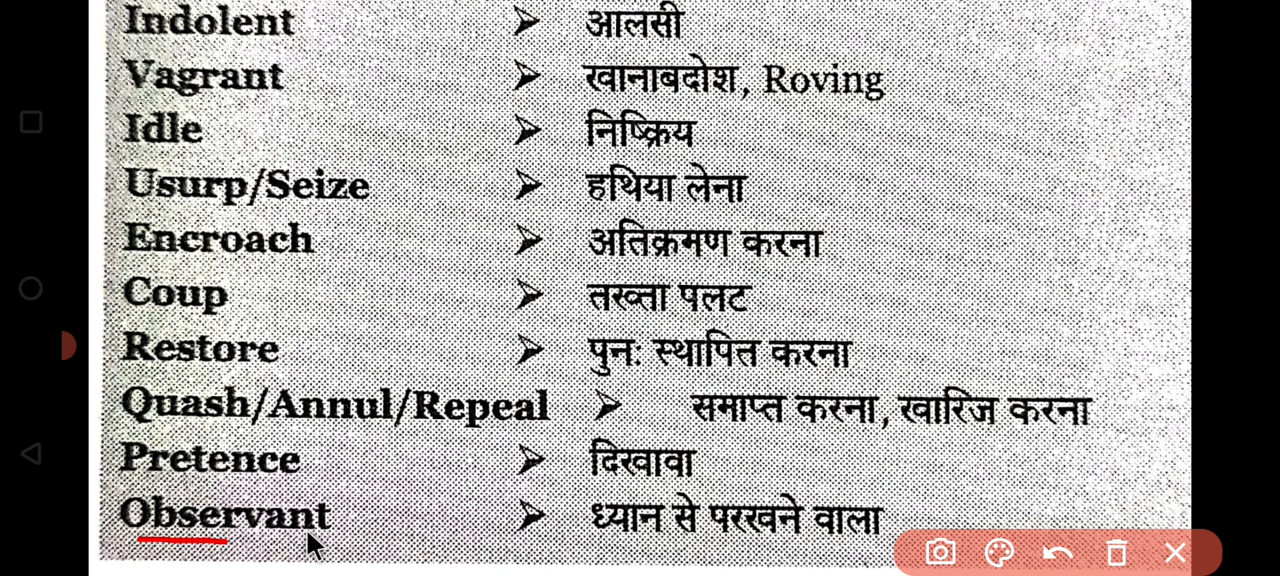 Indolent ➢ आलसी
Vagrant ➢ खानाबदोश, Roving
Idle ➢ निष्क्रिय
Usurp/Seize ➢ हथिया लेना
Encroach ➢ अतिक्रमण करना
Coup ➢ तख्ता पलट
Restore ➢ पुनः स्थापित करना
Quash/Annul/Repeal ➢ समाप्त करना, खारिज करना
Pretence ➢ दिखावा
Observant ➢ ध्यान से परखने वाला